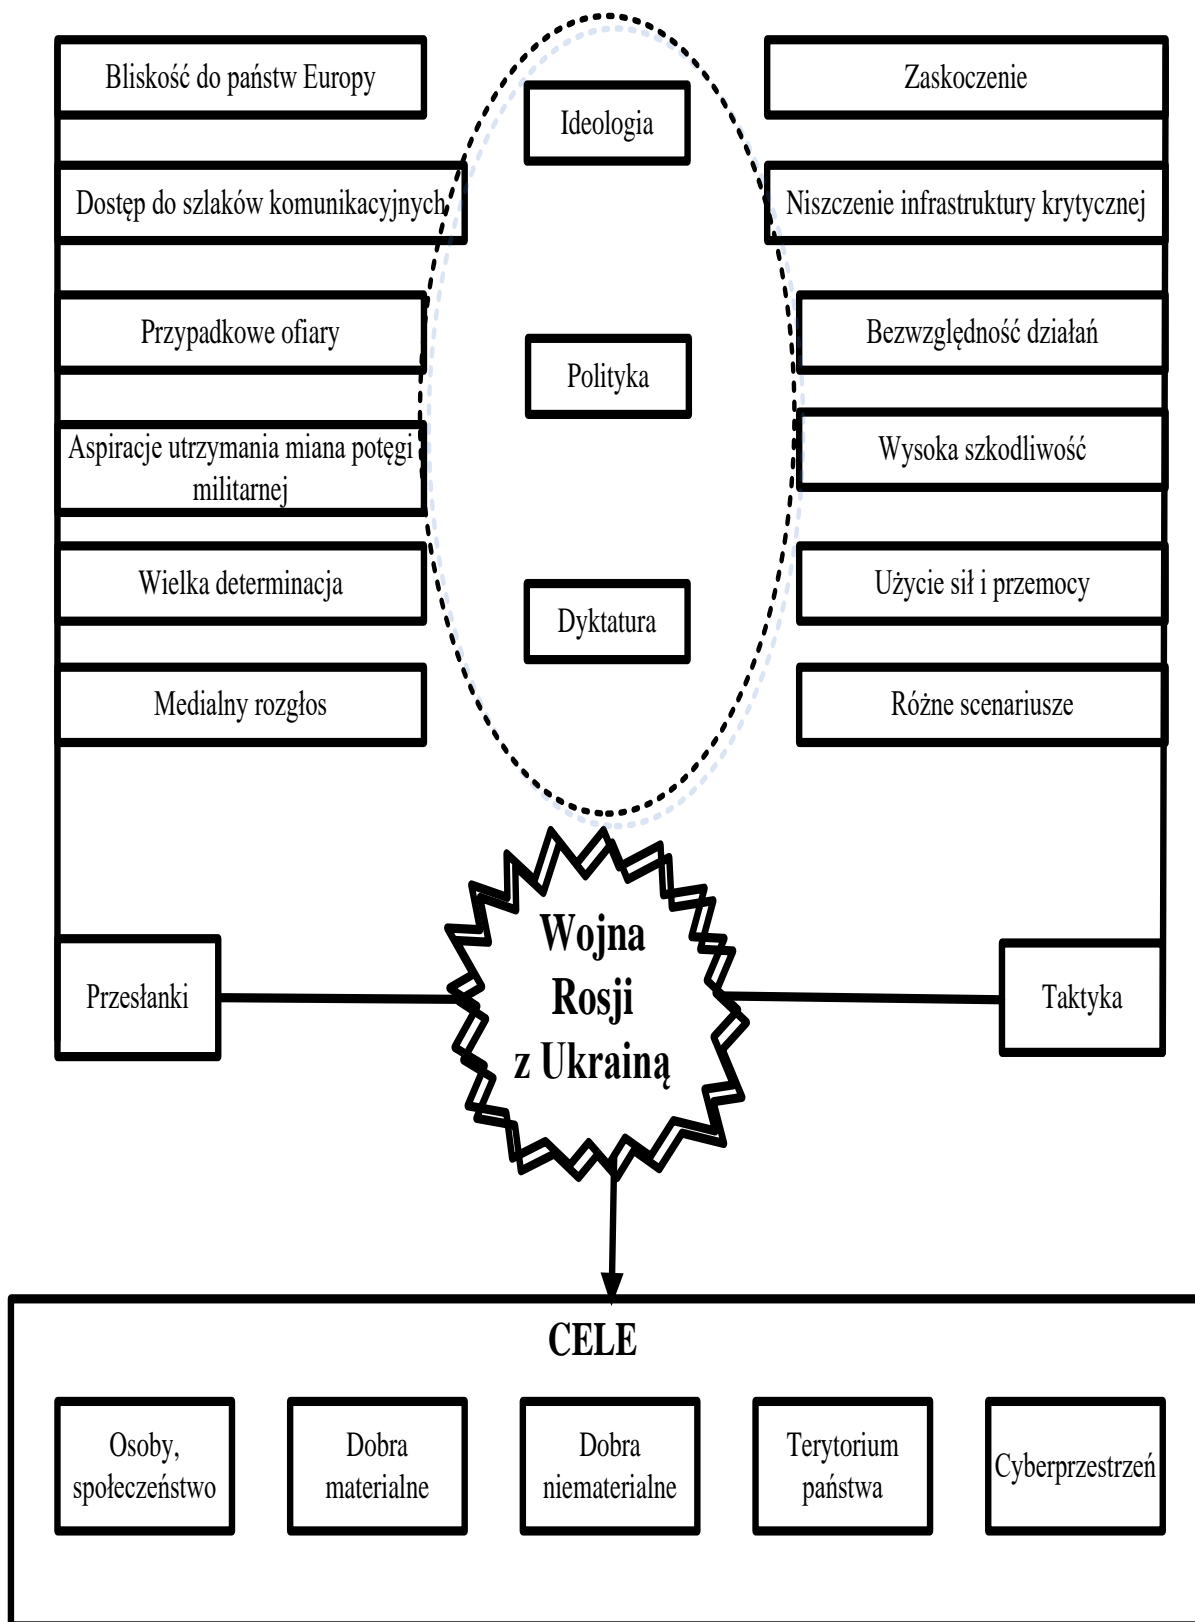 Bliskość do państw Europy
Dostęp do szlaków komunikacyjnych
Przypadkowe ofiary
Aspiracje utrzymania miana potęgi
militarnej
Wielka determinacja
Medialny rozgłos
Ideologia
Polityka
Dyktatura
Zaskoczenie
Niszczenie infrastruktury krytycznej
Bezwzględność działań
Wysoka szkodliwość
Użycie sił i przemocy
Różne scenariusze
Przesłanki
Wojna
Rosji
z Ukrainą
Taktyka
CELE
Osoby,
społeczeństwo
Dobra
materialne
Dobra
niematerialne
Terytorium
państwa
Cyberprzestrzeń